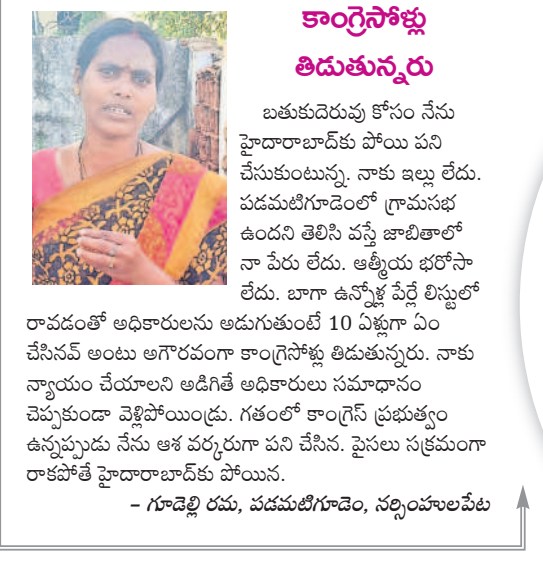 కాంగ్రెసోళ్లు
తిడుతున్నరు
బతుకుదెరువు కోసం నేను
హైదారాబాద్‌కు పోయి పని
చేసుకుంటున్న. నాకు ఇల్లు లేదు.
పడమటిగూడెంలో గ్రామసభ
ఉందని తెలిసి వస్తే జాబితాలో
నా పేరు లేదు. ఆత్మీయ భరోసా
లేదు. బాగా ఉన్నోళ్ల పేర్లే లిస్టులో
రావడంతో అధికారులను అడుగుతుంటే 10 ఏళ్లుగా ఏం
చేసినవ్ అంటు అగౌరవంగా కాంగ్రెసోళ్లు తిడుతున్నరు. నాకు
న్యాయం చేయాలని అడిగితే అధికారులు సమాధానం
చెప్పకుండా వెళ్లిపోయిండ్రు. గతంలో కాంగ్రెస్ ప్రభుత్వం
ఉన్నప్పుడు నేను ఆశ వర్కరుగా పని చేసిన. పైసలు సక్రమంగా
రాకపోతే హైదారాబాద్‌కు పోయిన.
– గూడెల్లి రమ, పడమటిగూడెం, నర్సింహులపేట